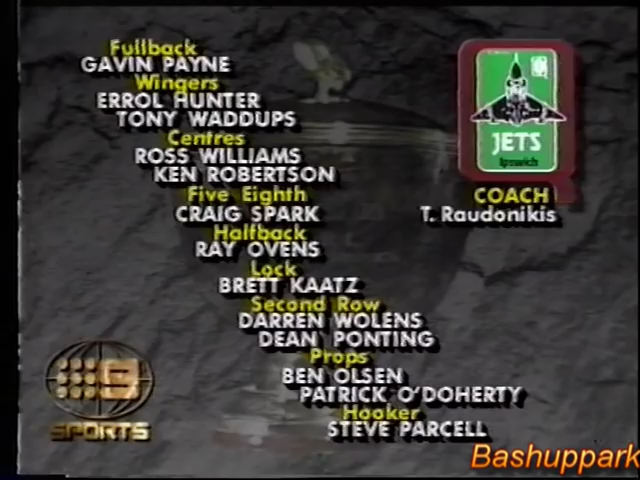 Fullback
GAVIN PAYNE
Wingers
ERROL HUNTER
TONY WADDUPS
Centres
ROSS WILLIAMS
KEN ROBERTSON
Five Eighth
CRAIG SPARK
Halfback
RAY OVENS
Lock
BRETT KAATZ
Second Row
DARREN WOLENS
DEAN PONTING
Props
BEN OLSEN
PATRICK O'DOHERTY
Hooker
STEVE PARCELL
JETS
Ipswich
COACH
T. Raudonikis
9
SPORTS
Bashuppark